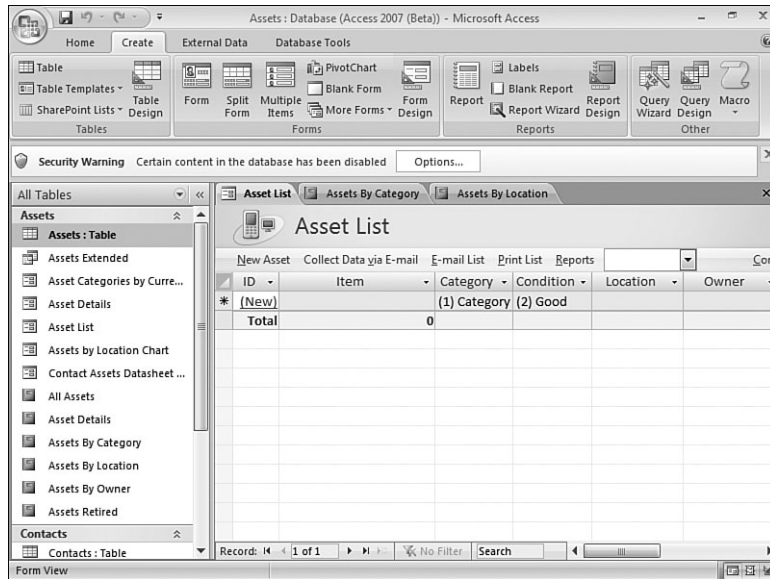 Assets : Database (Access 2007 (Beta)) - Microsoft Access
Home Create External Data Database Tools
Table
Table Templates
SharePoint Lists
Table Design
Tables
Form
Split Form
Multiple Items
PivotChart
Blank Form
More Forms
Form Design
Forms
Report
Labels
Blank Report
Report Wizard
Report Design
Reports
Query Wizard
Query Design
Macro
Other
Security Warning Certain content in the database has been disabled Options...
All Tables
Assets
Assets : Table
Assets Extended
Asset Categories by Curre...
Asset Details
Asset List
Assets by Location Chart
Contact Assets Datasheet ...
All Assets
Asset Details
Assets By Category
Assets By Location
Assets By Owner
Assets Retired
Contacts
Contacts : Table
Asset List Assets By Category Assets By Location
Asset List
New Asset Collect Data via E-mail E-mail List Print List Reports Co
ID Item Category Condition Location Owner
(New) (1) Category (2) Good
Total 0
Record: 1 of 1 No Filter Search
Form View